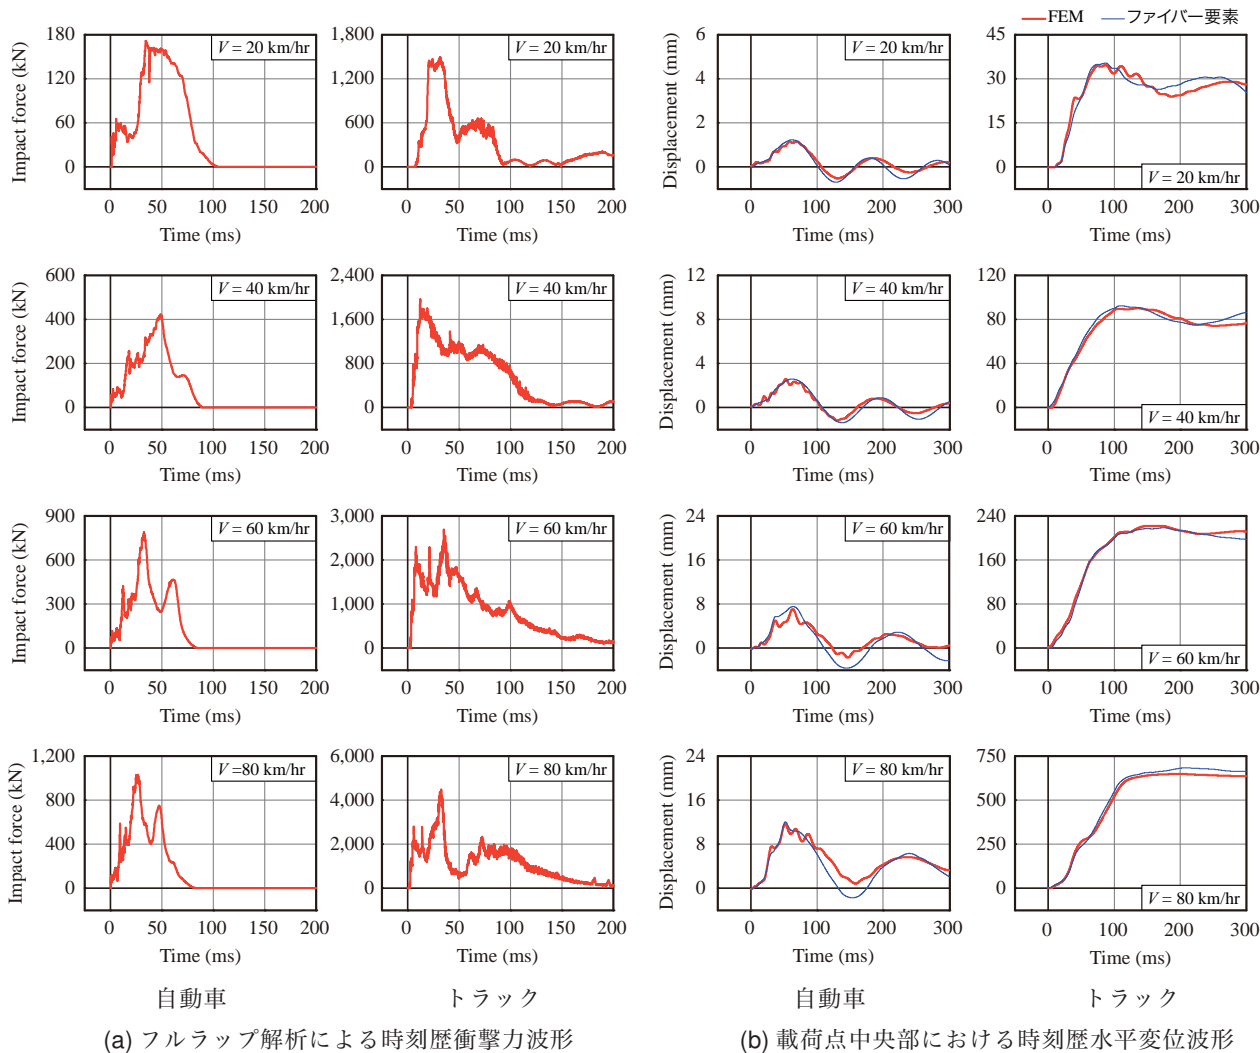 FEM ファイバー要素
180 120 60 0
Impact force (kN)
V = 20 km/hr
0 50 100 150 200
Time (ms)
1,800 1,200 600 0
V = 20 km/hr
0 50 100 150 200
Time (ms)
6 4 2 0
Displacement (mm)
V = 20 km/hr
0 100 200 300
Time (ms)
45 30 15 0
V = 20 km/hr
0 100 200 300
Time (ms)
600 400 200 0
Impact force (kN)
V = 40 km/hr
0 50 100 150 200
Time (ms)
2,400 1,600 800 0
V = 40 km/hr
0 50 100 150 200
Time (ms)
12 8 4 0
Displacement (mm)
V = 40 km/hr
0 100 200 300
Time (ms)
120 80 40 0
V = 40 km/hr
0 100 200 300
Time (ms)
900 600 300 0
Impact force (kN)
V = 60 km/hr
0 50 100 150 200
Time (ms)
3,000 2,000 1,000 0
V = 60 km/hr
0 50 100 150 200
Time (ms)
24 16 8 0
Displacement (mm)
V = 60 km/hr
0 100 200 300
Time (ms)
240 160 80 0
V = 60 km/hr
0 100 200 300
Time (ms)
1,200 800 400 0
Impact force (kN)
V =80 km/hr
0 50 100 150 200
Time (ms)
6,000 4,000 2,000 0
V = 80 km/hr
0 50 100 150 200
Time (ms)
24 16 8 0
Displacement (mm)
V = 80 km/hr
0 100 200 300
Time (ms)
750 500 250 0
V = 80 km/hr
0 100 200 300
Time (ms)
自動車 トラック 自動車 トラック
(a) フルラップ解析による時刻歴衝撃力波形
(b) 載荷点中央部における時刻歴水平変位波形